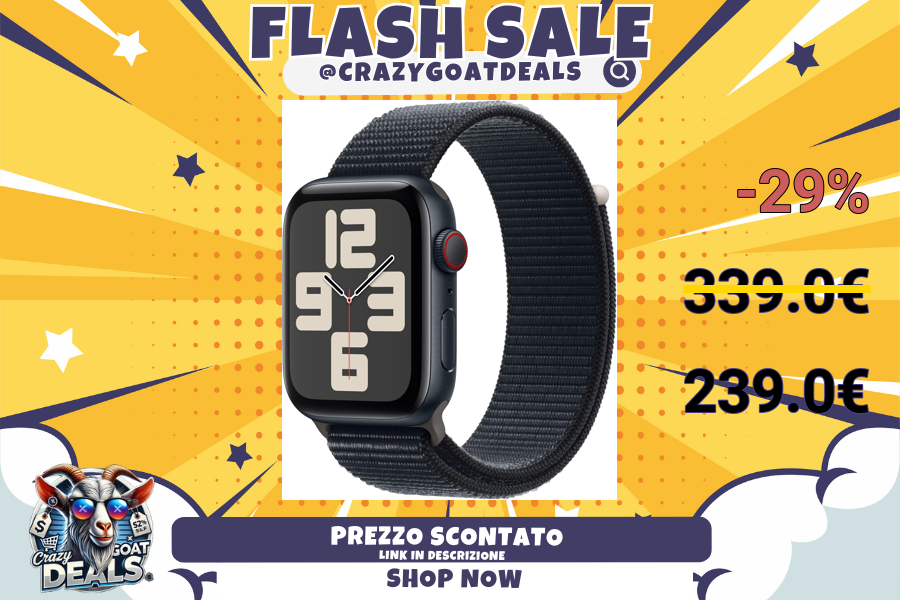 FLASH SALE
@CRAZYGOATDEALS
-29%
339.0€
239.0€
12
9 3
6
$
52%
Crazy GOAT
DEALS
PREZZO SCONTATO
LINK IN DESCRIZIONE
SHOP NOW